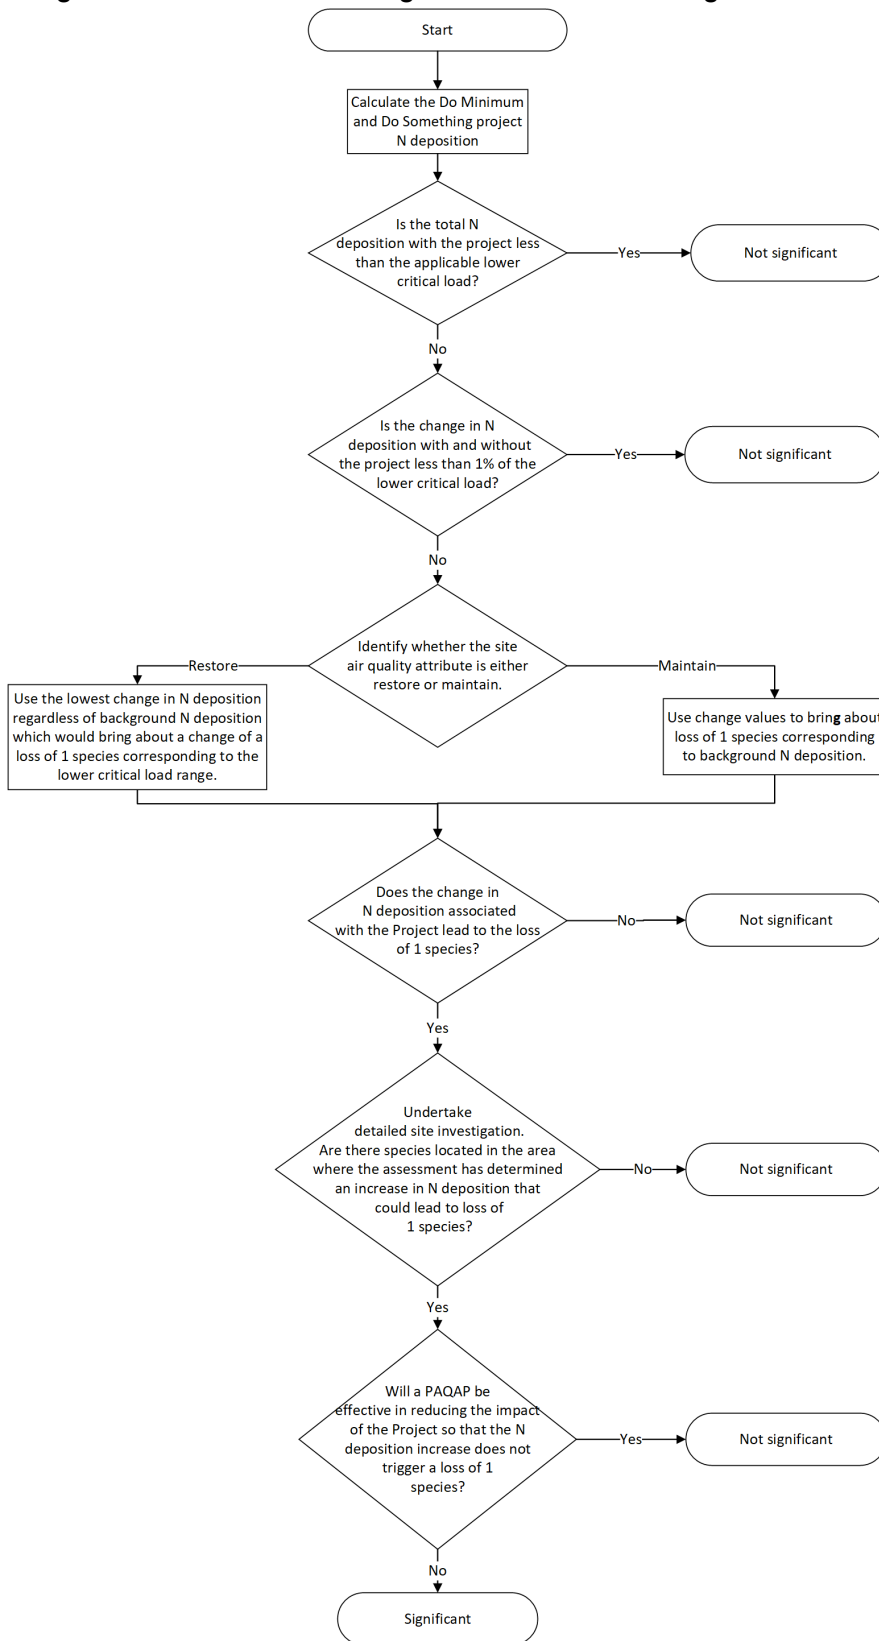 Start
Calculate the Do Minimum
and Do Something project
N deposition
Is the total N
deposition with the project less
than the applicable lower
critical load?
Yes
Not significant
No
Is the change in N
deposition with and without
the project less than 1% of the
lower critical load?
Yes
Not significant
No
Identify whether the site
air quality attribute is either
restore or maintain.
Restore
Maintain
Use the lowest change in N deposition
regardless of background N deposition
which would bring about a change of a
loss of 1 species corresponding to the
lower critical load range.
Use change values to bring about
loss of 1 species corresponding
to background N deposition.
Does the change in
N deposition associated
with the Project lead to the loss
of 1 species?
No
Not significant
Yes
Undertake
detailed site investigation.
Are there species located in the area
where the assessment has determined
an increase in N deposition that
could lead to loss of
1 species?
No
Not significant
Yes
Will a PAQAP be
effective in reducing the impact
of the Project so that the N
deposition increase does not
trigger a loss of 1
species?
Yes
Not significant
No
Significant